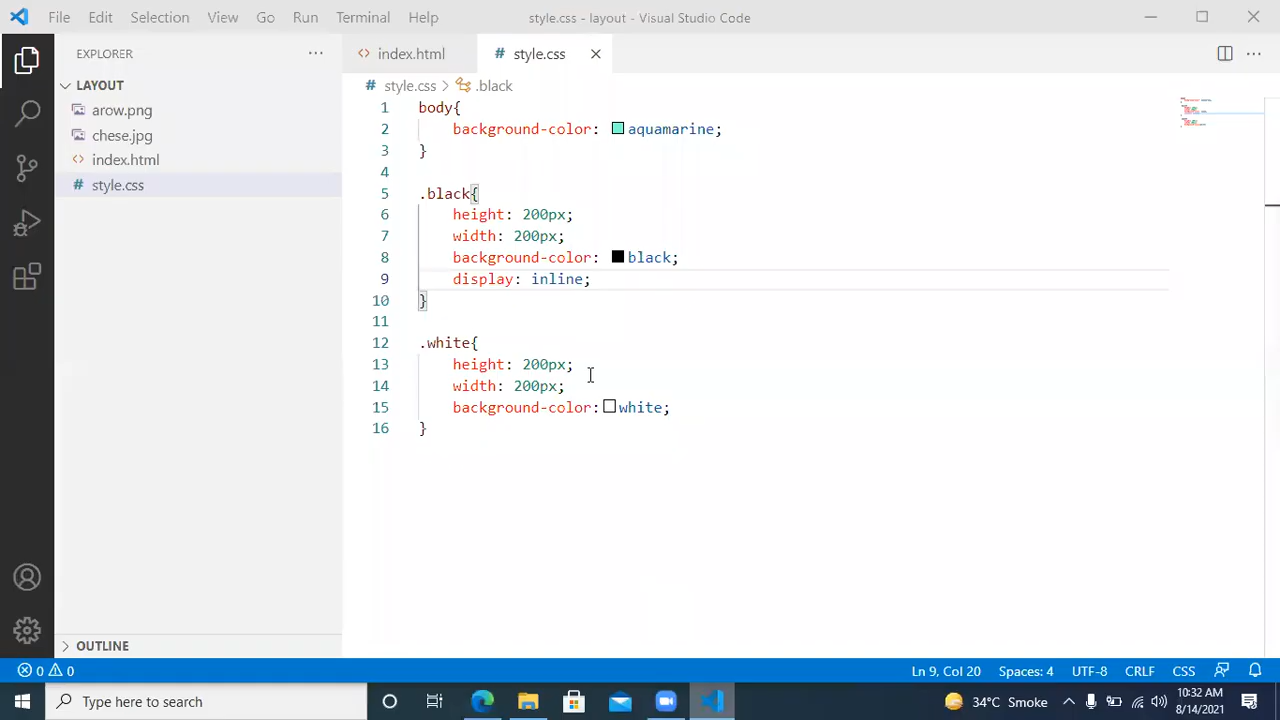 File Edit Selection View Go Run Terminal Help style.css - layout - Visual Studio Code
EXPLORER
index.html
# style.css
LAYOUT
# style.css > .black
arow.png
chese.jpg
index.html
# style.css
1 body{
2 background-color: aquamarine;
3 }
4
5 .black{
6 height: 200px;
7 width: 200px;
8 background-color: black;
9 display: inline;
10 }
11
12 .white{
13 height: 200px;
14 width: 200px;
15 background-color: white;
16 }
OUTLINE
0 0 Ln 9, Col 20 Spaces: 4 UTF-8 CRLF CSS
Type here to search
34°C Smoke
10:32 AM
8/14/2021